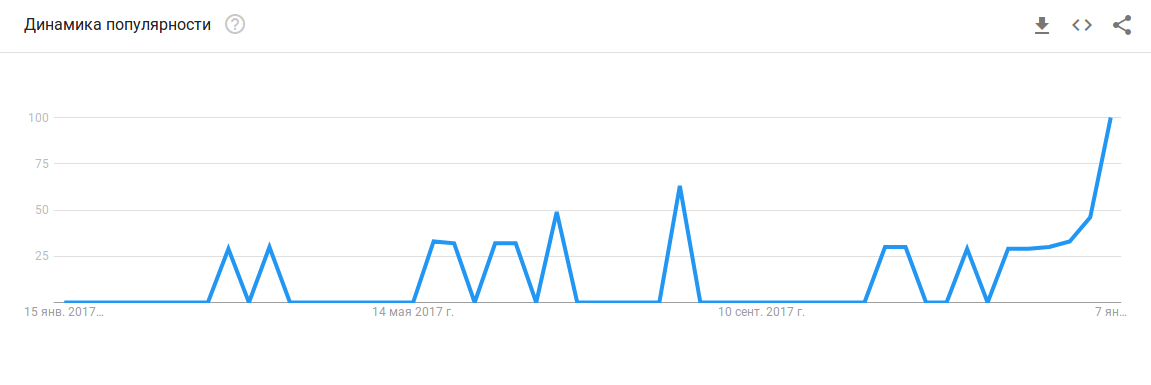 Динамика популярности ?
100
75
50
25
15 янв. 2017…
14 мая 2017 г.
10 сент. 2017 г.
7 ян…